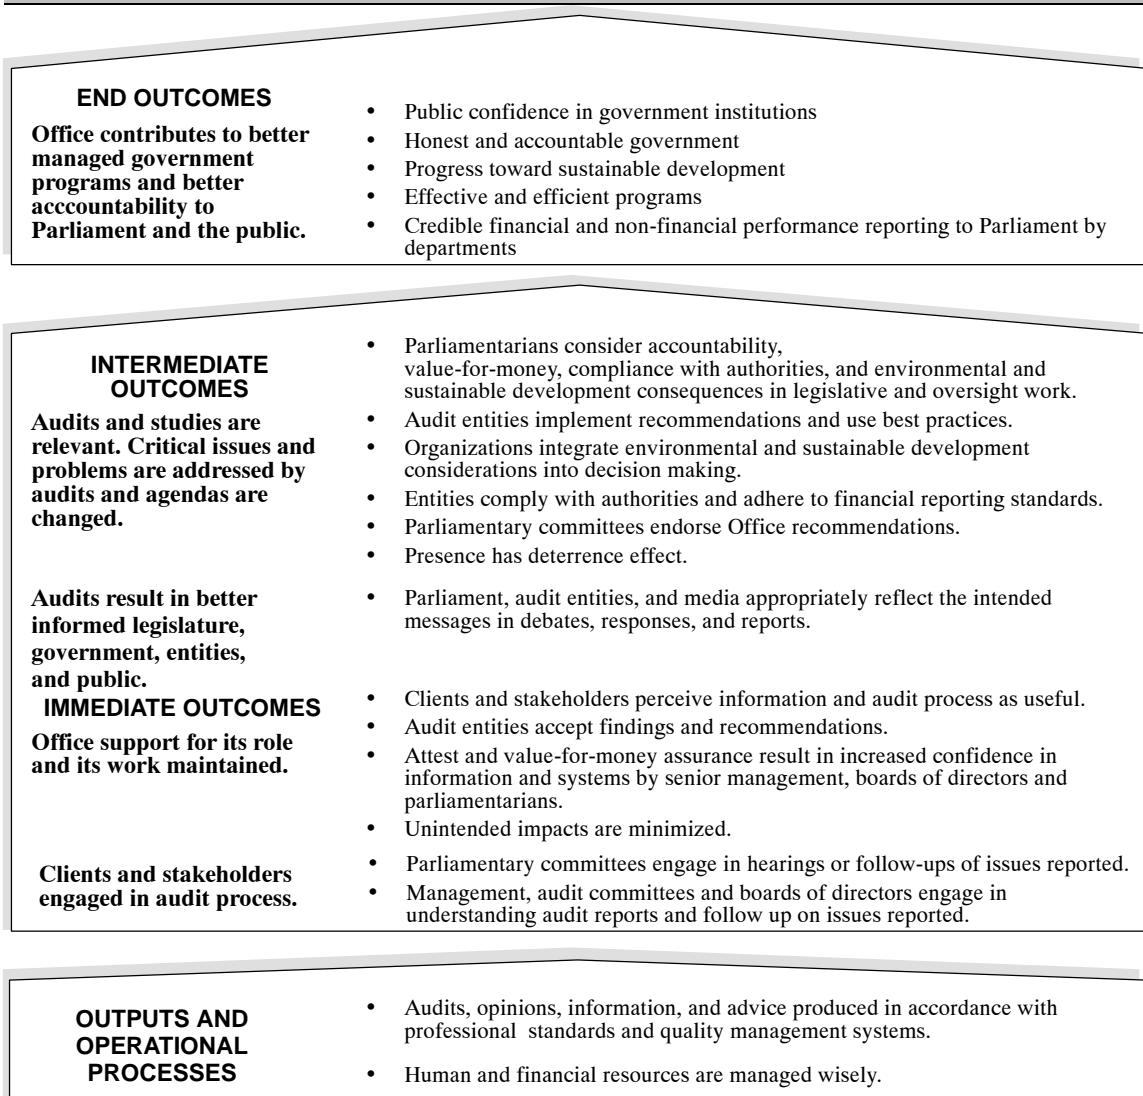 END OUTCOMES
Office contributes to better
managed government
programs and better
acccountability to
Parliament and the public.
• Public confidence in government institutions
• Honest and accountable government
• Progress toward sustainable development
• Effective and efficient programs
• Credible financial and non-financial performance reporting to Parliament by
departments
INTERMEDIATE
OUTCOMES
Audits and studies are
relevant. Critical issues and
problems are addressed by
audits and agendas are
changed.
• Parliamentarians consider accountability,
value-for-money, compliance with authorities, and environmental and
sustainable development consequences in legislative and oversight work.
• Audit entities implement recommendations and use best practices.
• Organizations integrate environmental and sustainable development
considerations into decision making.
• Entities comply with authorities and adhere to financial reporting standards.
• Parliamentary committees endorse Office recommendations.
• Presence has deterrence effect.
Audits result in better
informed legislature,
government, entities,
and public.
• Parliament, audit entities, and media appropriately reflect the intended
messages in debates, responses, and reports.
IMMEDIATE OUTCOMES
Office support for its role
and its work maintained.
• Clients and stakeholders perceive information and audit process as useful.
• Audit entities accept findings and recommendations.
• Attest and value-for-money assurance result in increased confidence in
information and systems by senior management, boards of directors and
parliamentarians.
• Unintended impacts are minimized.
Clients and stakeholders
engaged in audit process.
• Parliamentary committees engage in hearings or follow-ups of issues reported.
• Management, audit committees and boards of directors engage in
understanding audit reports and follow up on issues reported.
OUTPUTS AND
OPERATIONAL
PROCESSES
• Audits, opinions, information, and advice produced in accordance with
professional standards and quality management systems.
• Human and financial resources are managed wisely.